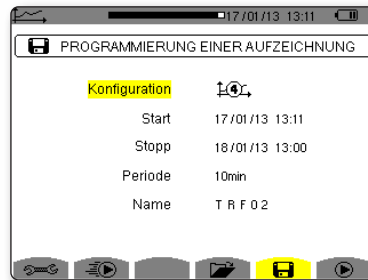 17/01/13 13:11
PROGRAMMIERUNG EINER AUFZEICHNUNG
Konfiguration 4
Start 17/01/13 13:11
Stopp 18/01/13 13:00
Periode 10min
Name T R F 0 2